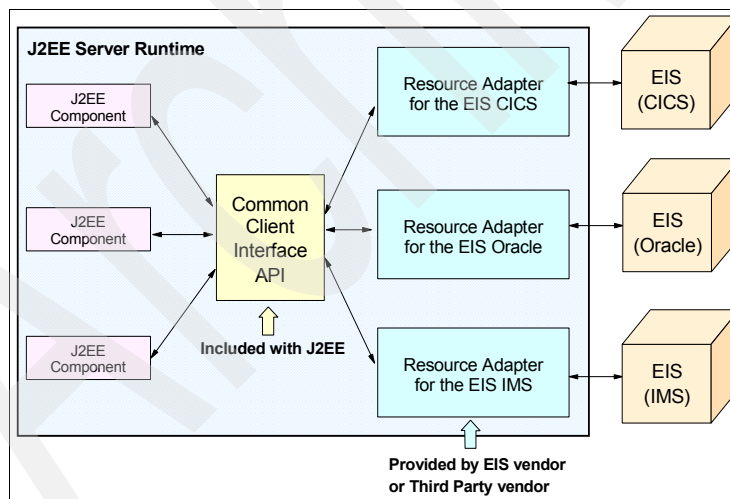 J2EE Server Runtime
J2EE
Component
J2EE
Component
J2EE
Component
Common
Client
Interface
API
Included with J2EE
Resource Adapter
for the EIS CICS
Resource Adapter
for the EIS Oracle
Resource Adapter
for the EIS IMS
Provided by EIS vendor
or Third Party vendor
EIS
(CICS)
EIS
(Oracle)
EIS
(IMS)